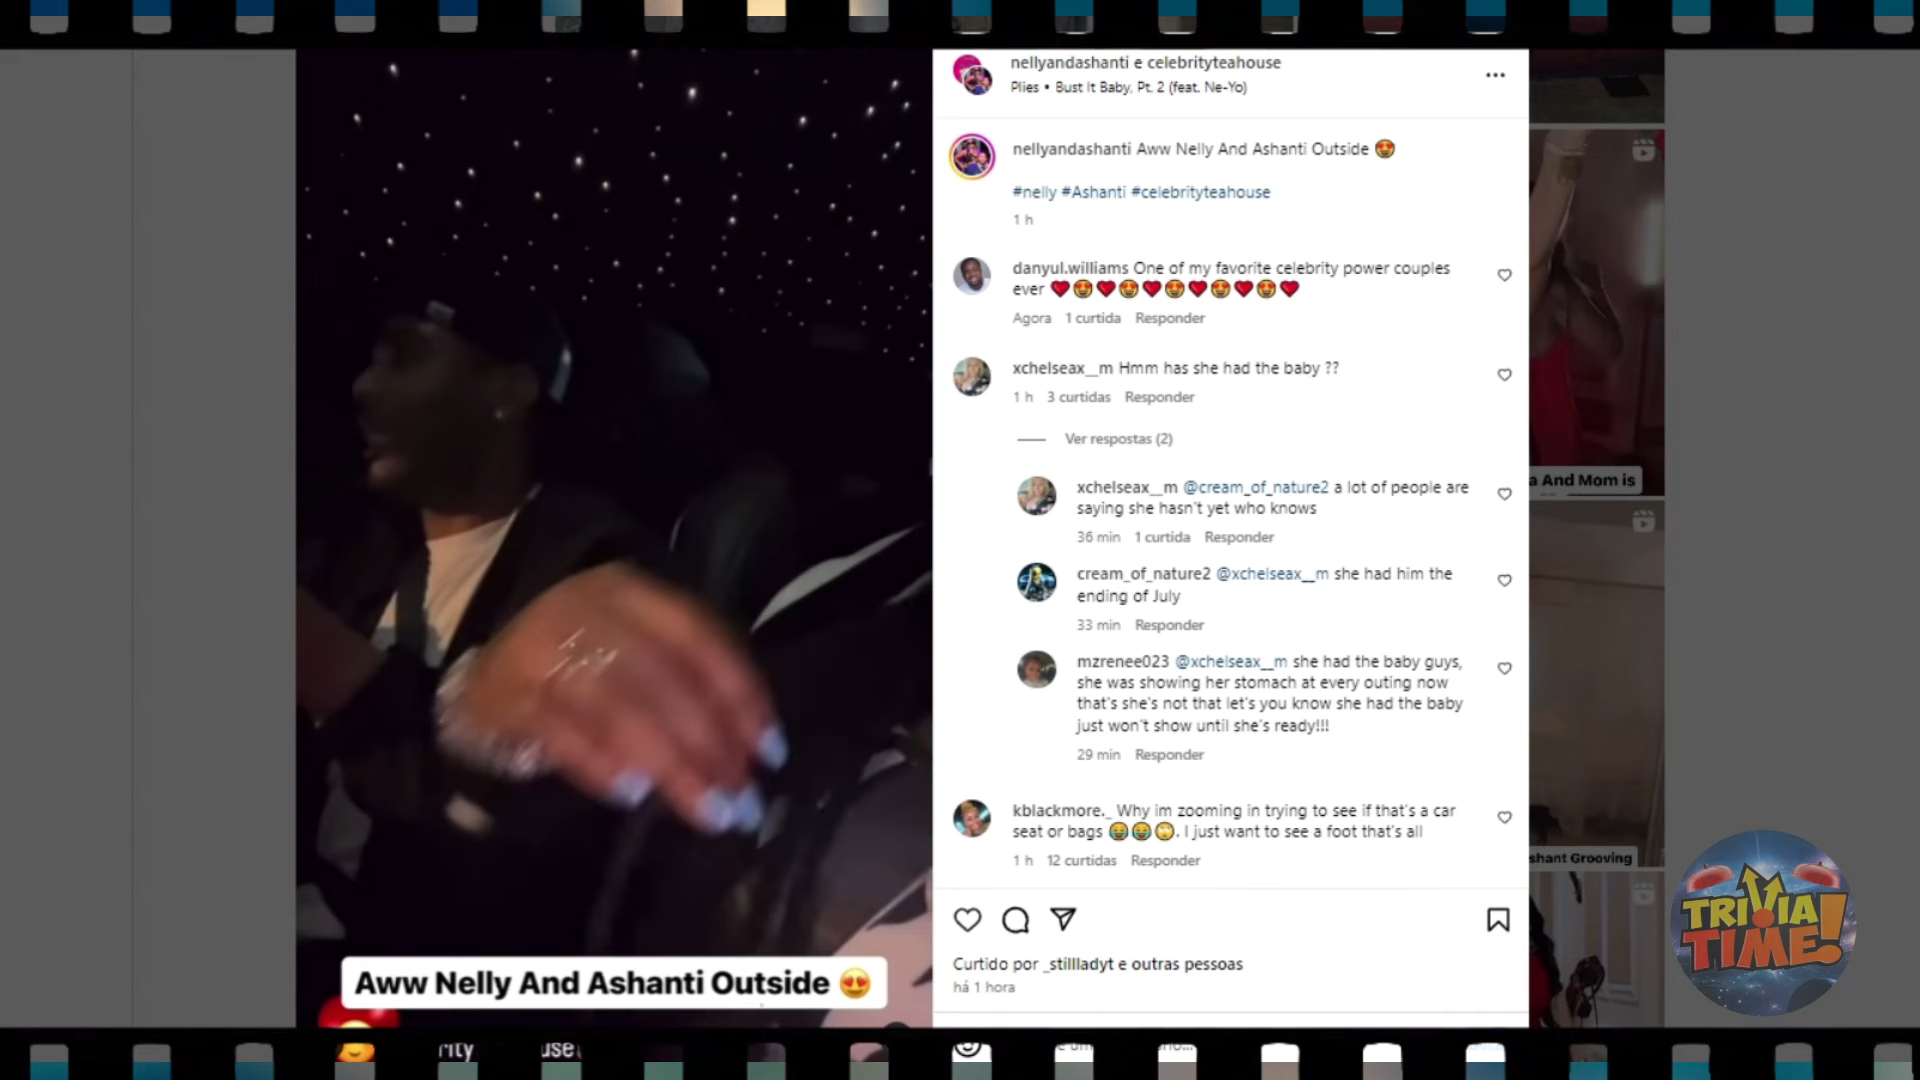 nellyandashanti e celebrityteahouse
Plies • Bust It Baby, Pt. 2 (feat. Ne-Yo)
nellyandashanti Aww Nelly And Ashanti Outside 😍
#nelly #Ashanti #celebrityteahouse
1 h
danyul.williams One of my favorite celebrity power couples
ever ❤️😍❤️😍❤️😍❤️😍❤️😍❤️
Agora 1 curtida Responder
xchelseax__m Hmm has she had the baby ??
1 h 3 curtidas Responder
Ver respostas (2)
xchelseax__m @cream_of_nature2 a lot of people are
saying she hasn't yet who knows
36 min 1 curtida Responder
cream_of_nature2 @xchelseax__m she had him the
ending of July
33 min Responder
mzrenee023 @xchelseax__m she had the baby guys,
she was showing her stomach at every outing now
that's she's not that let's you know she had the baby
just won't show until she's ready!!!
29 min Responder
kblackmore._ Why im zooming in trying to see if that's a car
seat or bags 😂😂🙄. I just want to see a foot that's all
1 h 12 curtidas Responder
Curtido por _stillladyt e outras pessoas
há 1 hora
Aww Nelly And Ashanti Outside 😍
a And Mom is
shant Grooving
TRIVIA
TIME!